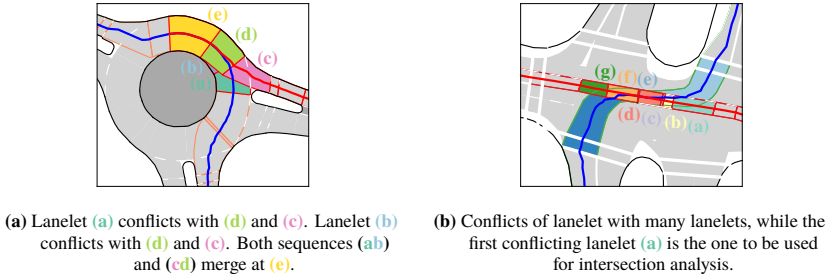 (e)
(d)
(c)
(b)
(a)
(g)
(f)
(e)
(d)
(c)
(b)
(a)
(a) Lanelet (a) conflicts with (d) and (c). Lanelet (b)
conflicts with (d) and (c). Both sequences (ab)
and (cd) merge at (e).
(b) Conflicts of lanelet with many lanelets, while the
first conflicting lanelet (a) is the one to be used
for intersection analysis.